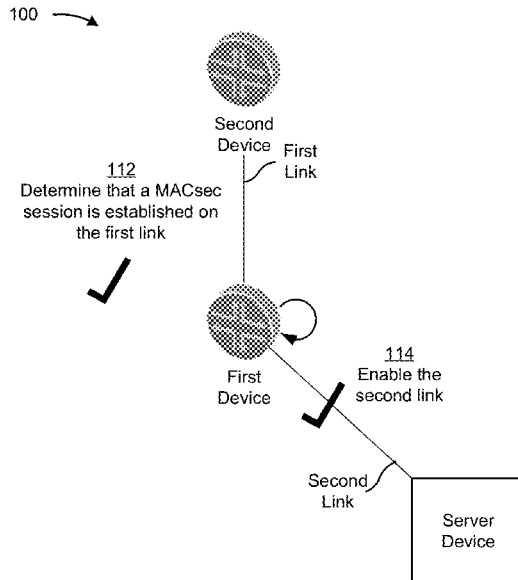 100
Second
Device
First
Link
112
Determine that a MACsec
session is established on
the first link
First
Device
114
Enable the
second link
Second
Link
Server
Device